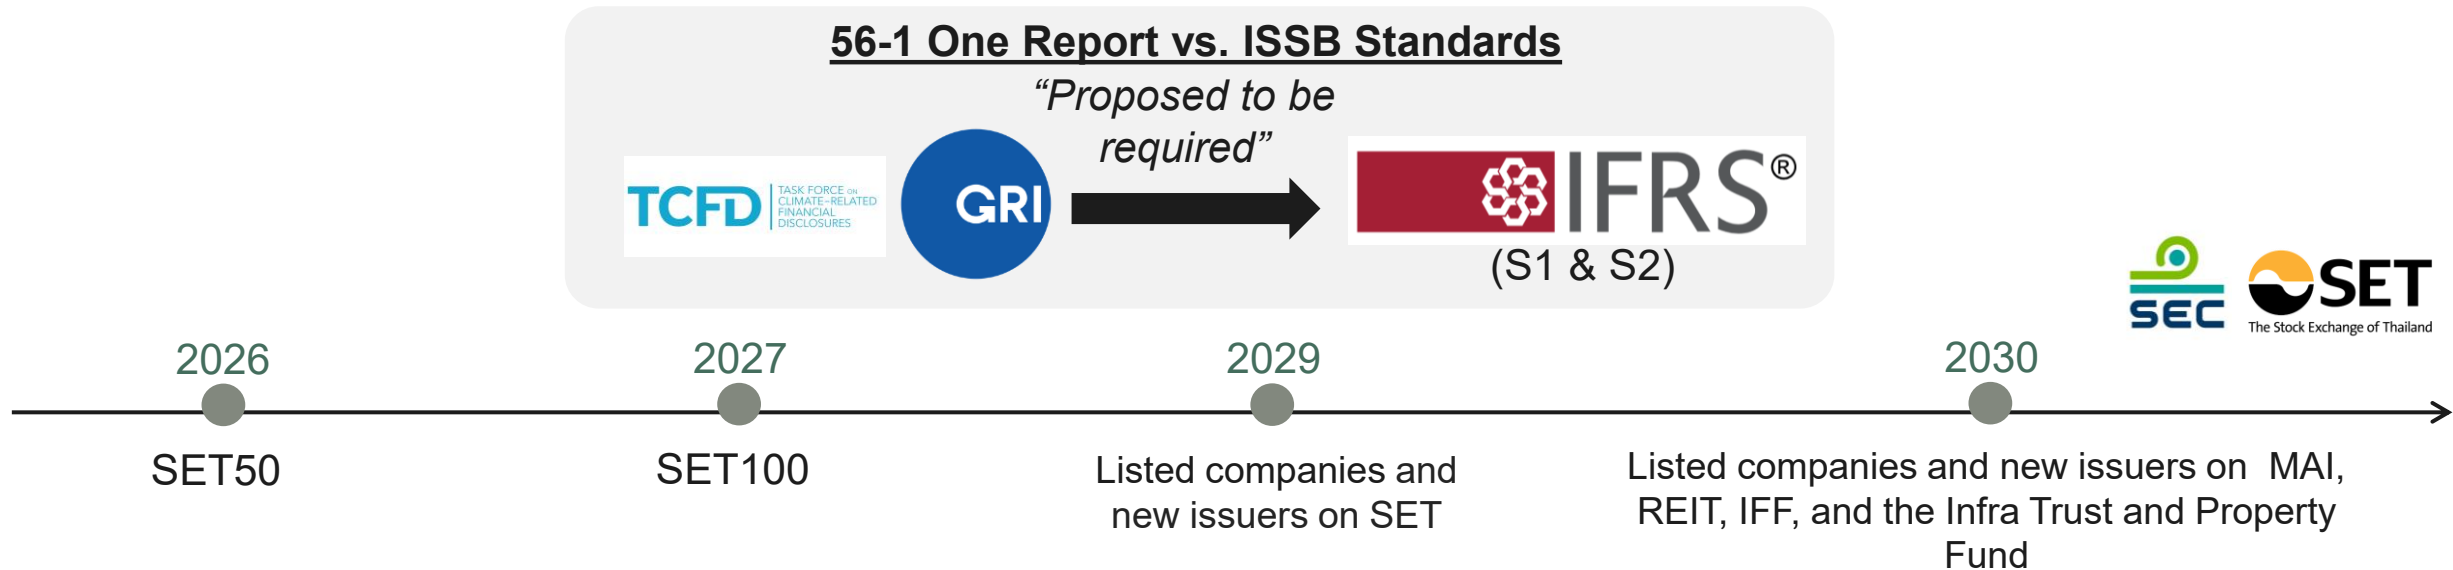 56-1 One Report vs. ISSB Standards
“Proposed to be
required”
TCFD
TASK FORCE ON
CLIMATE-RELATED
FINANCIAL
DISCLOSURES
GRI
IFRS®
(S1 & S2)
SEC
SET
The Stock Exchange of Thailand
2026
2027
2029
2030
SET50
SET100
Listed companies and
new issuers on SET
Listed companies and new issuers on MAI,
REIT, IFF, and the Infra Trust and Property
Fund